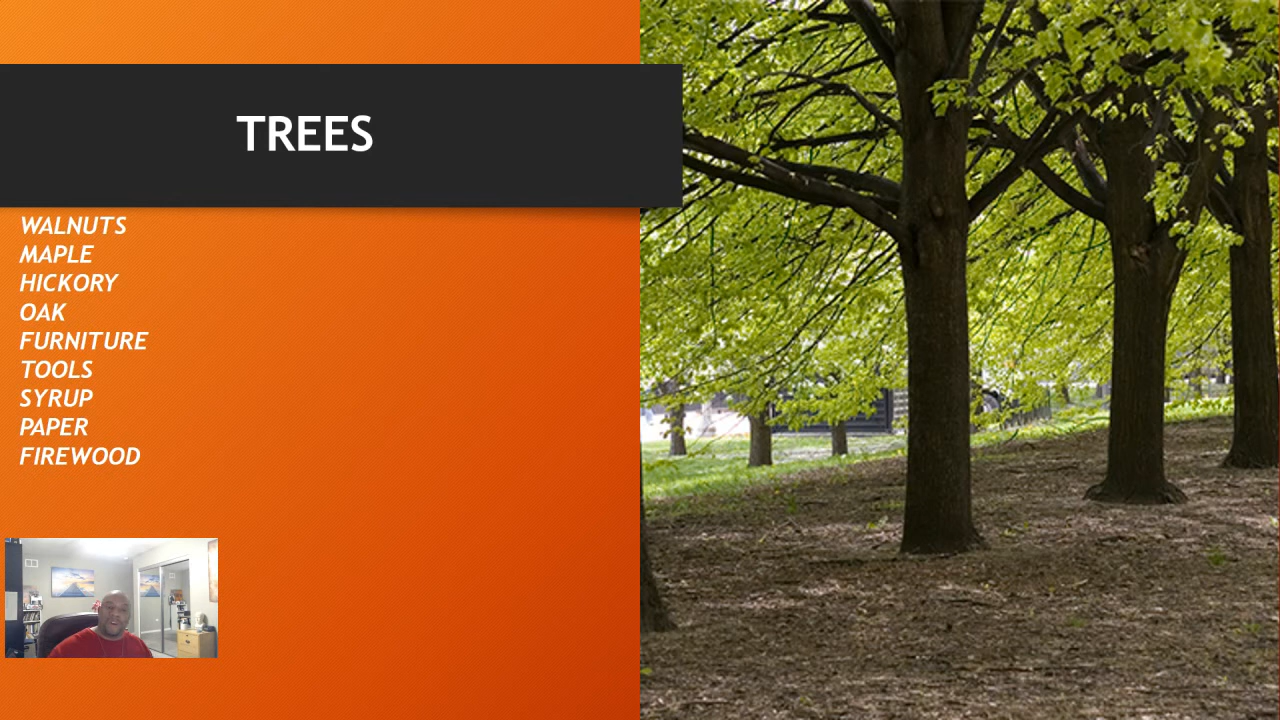 TREES
WALNUTS
MAPLE
HICKORY
OAK
FURNITURE
TOOLS
SYRUP
PAPER
FIREWOOD